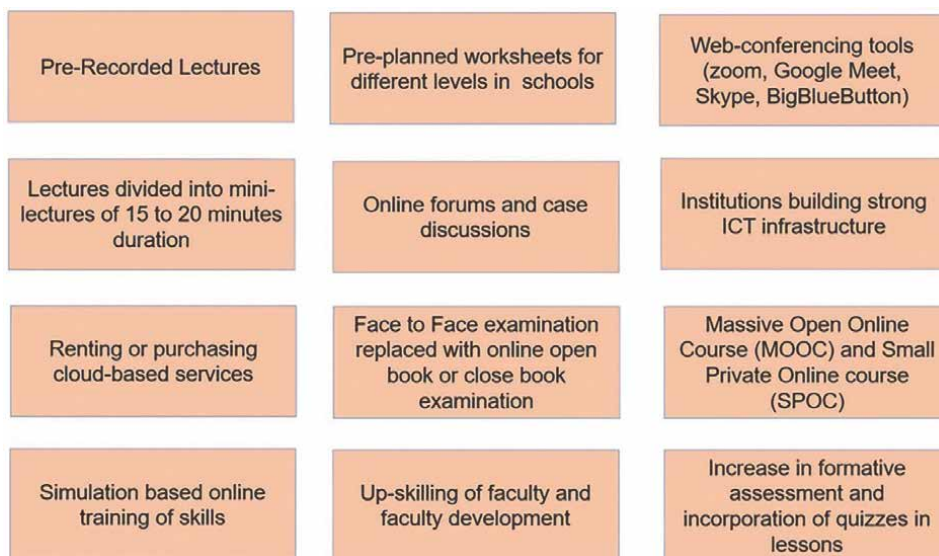 Pre-Recorded Lectures
Pre-planned worksheets for
different levels in schools
Web-conferencing tools
(zoom, Google Meet,
Skype, BigBlueButton)
Lectures divided into mini-
lectures of 15 to 20 minutes
duration
Online forums and case
discussions
Institutions building strong
ICT infrastructure
Renting or purchasing
cloud-based services
Face to Face examination
replaced with online open
book or close book
examination
Massive Open Online
Course (MOOC) and Small
Private Online course
(SPOC)
Simulation based online
training of skills
Up-skilling of faculty and
faculty development
Increase in formative
assessment and
incorporation of quizzes in
lessons